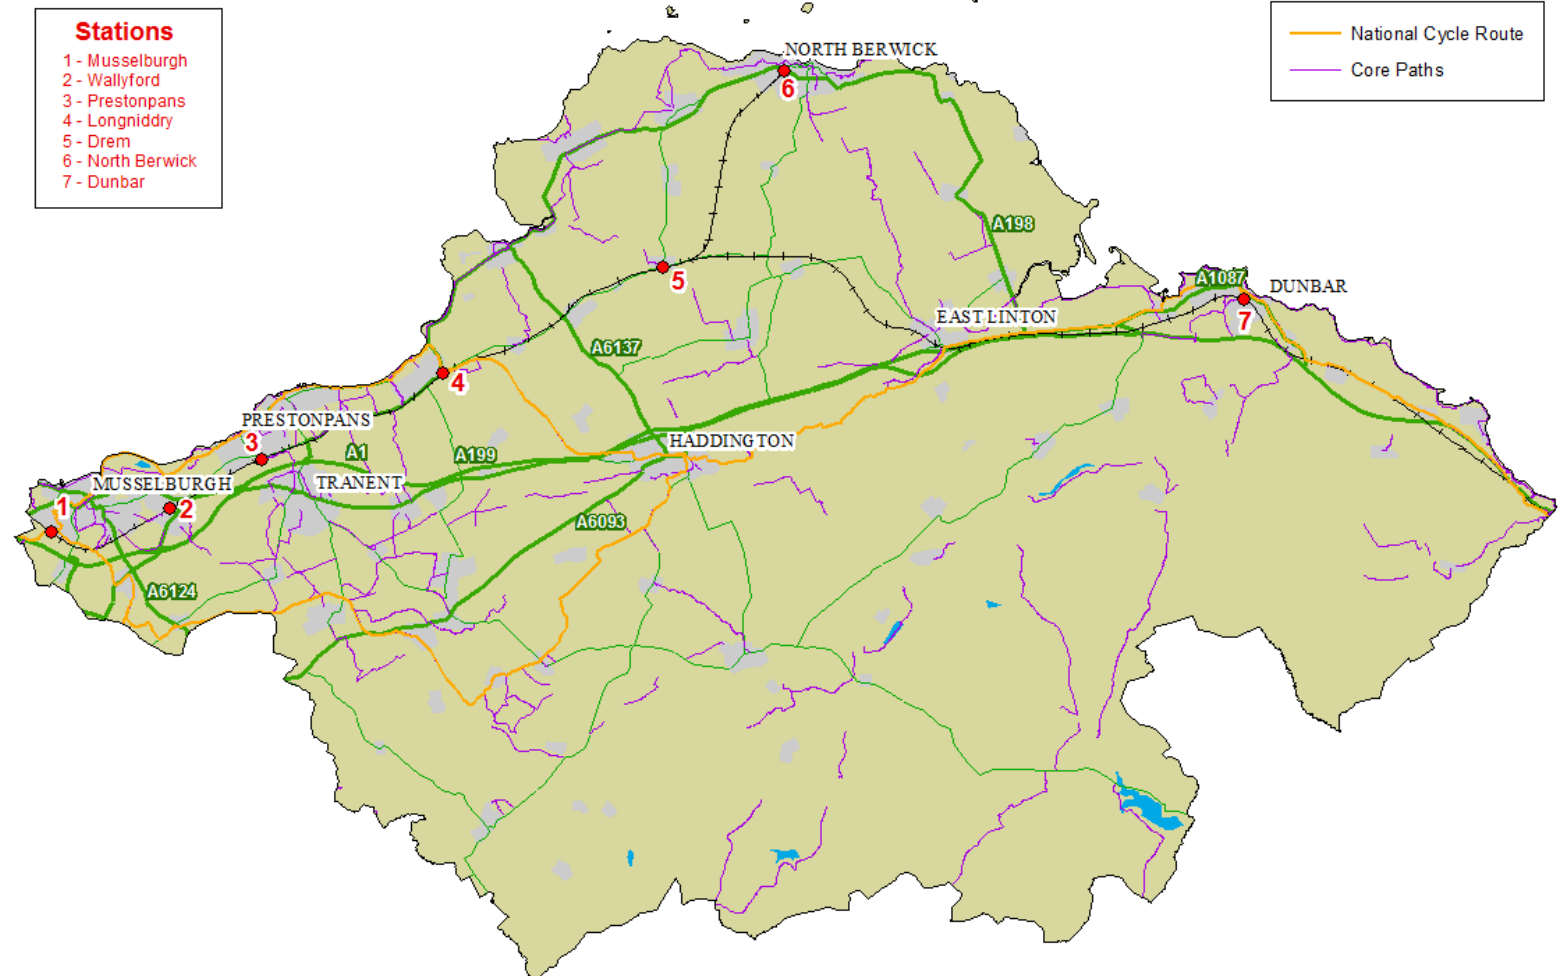 Stations
1 - Musselburgh
2 - Wallyford
3 - Prestonpans
4 - Longniddry
5 - Drem
6 - North Berwick
7 - Dunbar
National Cycle Route
Core Paths
NORTH BERWICK
6
A198
5
A1087
DUNBAR
7
EAST LINTON
A6137
4
PRESTONPANS
3
A1
A199
HADDINGTON
MUSSELBURGH
TRANENT
1
2
A6093
A6124